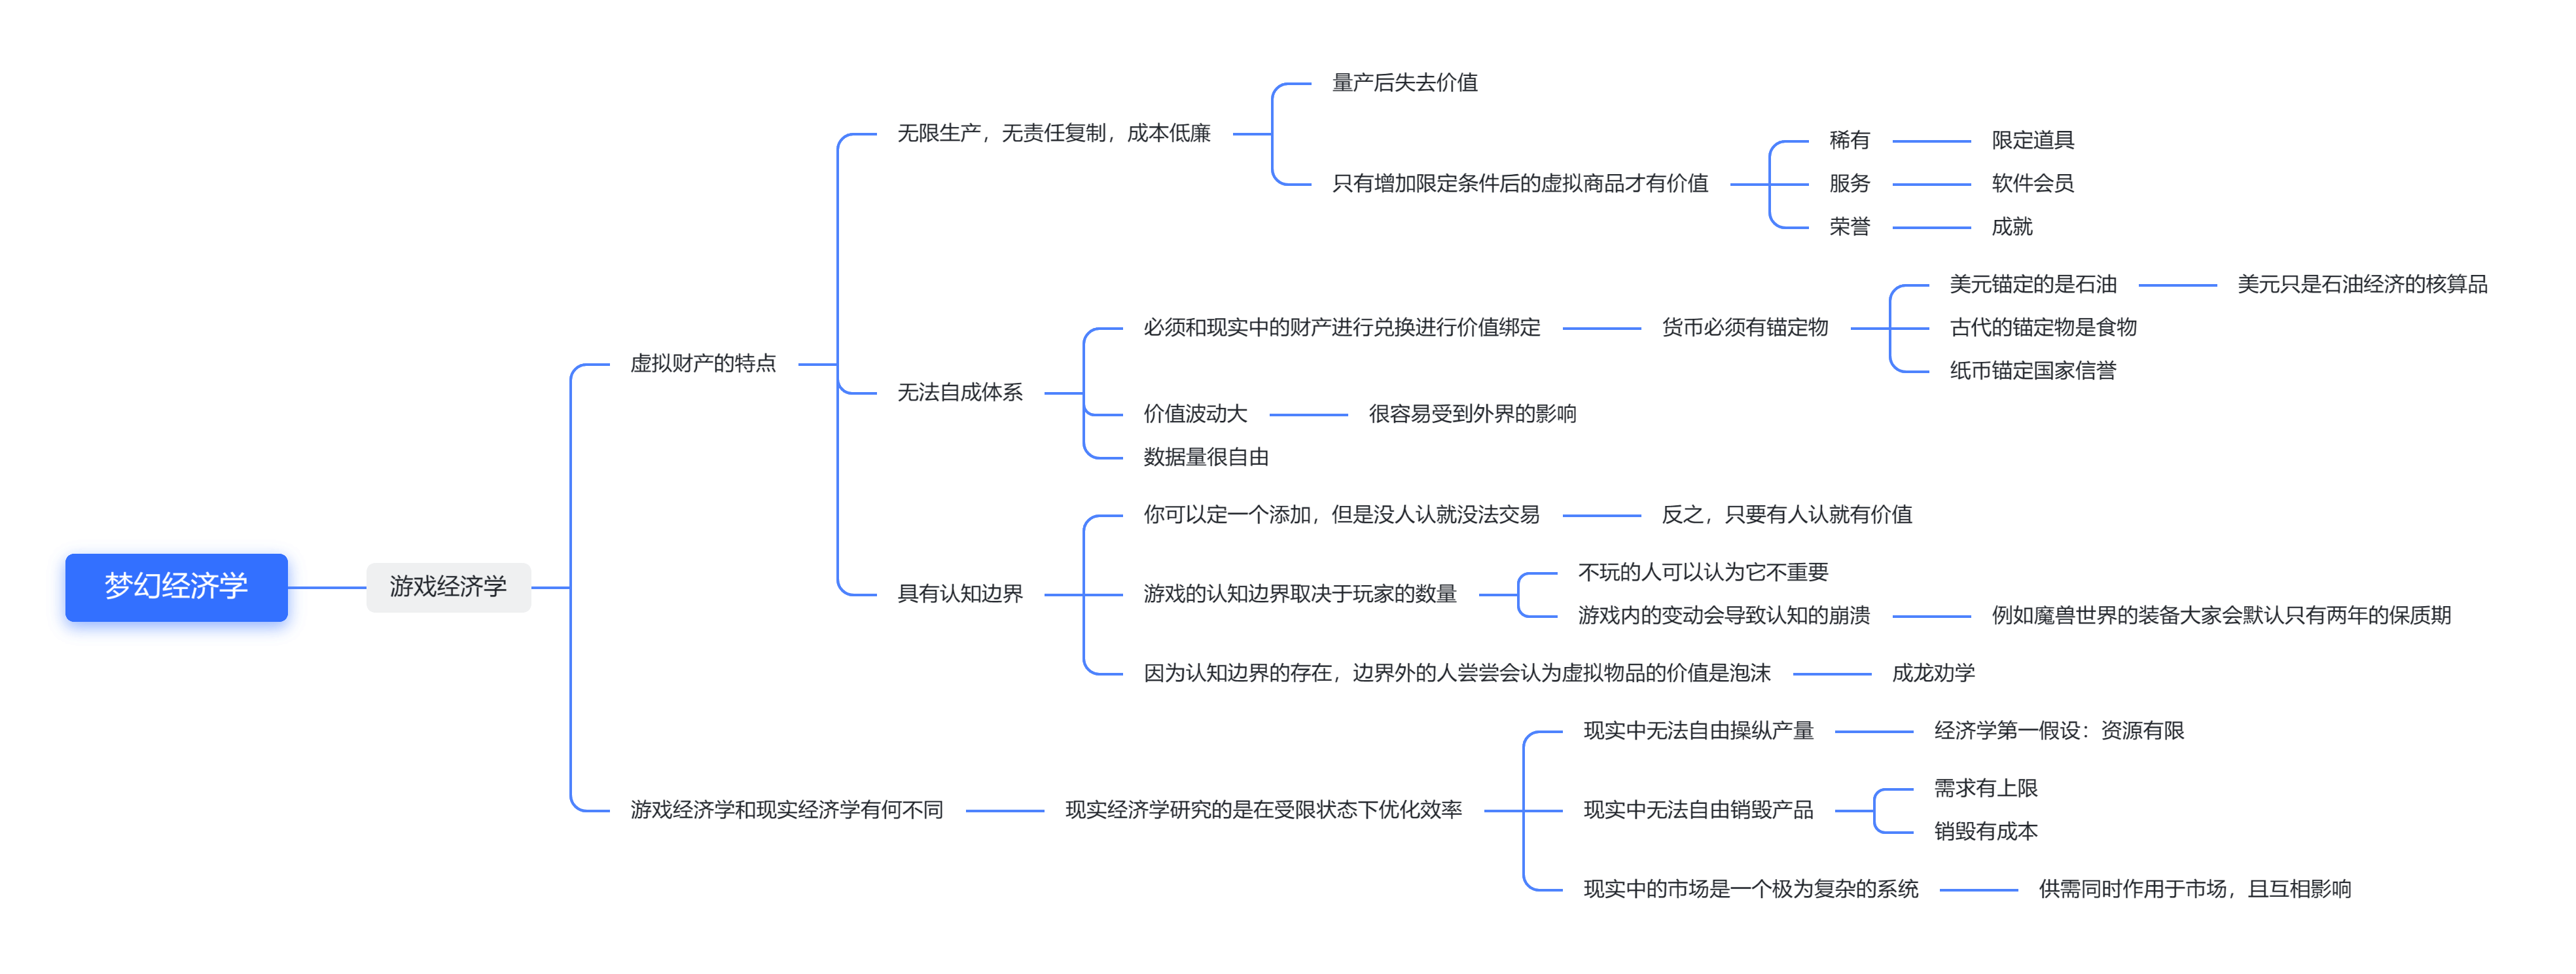 梦幻经济学
游戏经济学
虚拟财产的特点
无限生产，无责任复制，成本低廉
量产后失去价值
只有增加限定条件后的虚拟商品才有价值
稀有
限定道具
服务
软件会员
荣誉
成就
无法自成体系
必须和现实中的财产进行兑换进行价值绑定
货币必须有锚定物
美元锚定的是石油
美元只是石油经济的核算品
古代的锚定物是食物
纸币锚定国家信誉
价值波动大
很容易受到外界的影响
数据量很自由
具有认知边界
你可以定一个添加，但是没人认就没法交易
反之，只要有人认就有价值
游戏的认知边界取决于玩家的数量
不玩的人可以认为它不重要
游戏内的变动会导致认知的崩溃
例如魔兽世界的装备大家会默认只有两年的保质期
因为认知边界的存在，边界外的人尝尝会认为虚拟物品的价值是泡沫
成龙劝学
游戏经济学和现实经济学有何不同
现实经济学研究的是在受限状态下优化效率
现实中无法自由操纵产量
经济学第一假设：资源有限
现实中无法自由销毁产品
需求有上限
销毁有成本
现实中的市场是一个极为复杂的系统
供需同时作用于市场，且互相影响